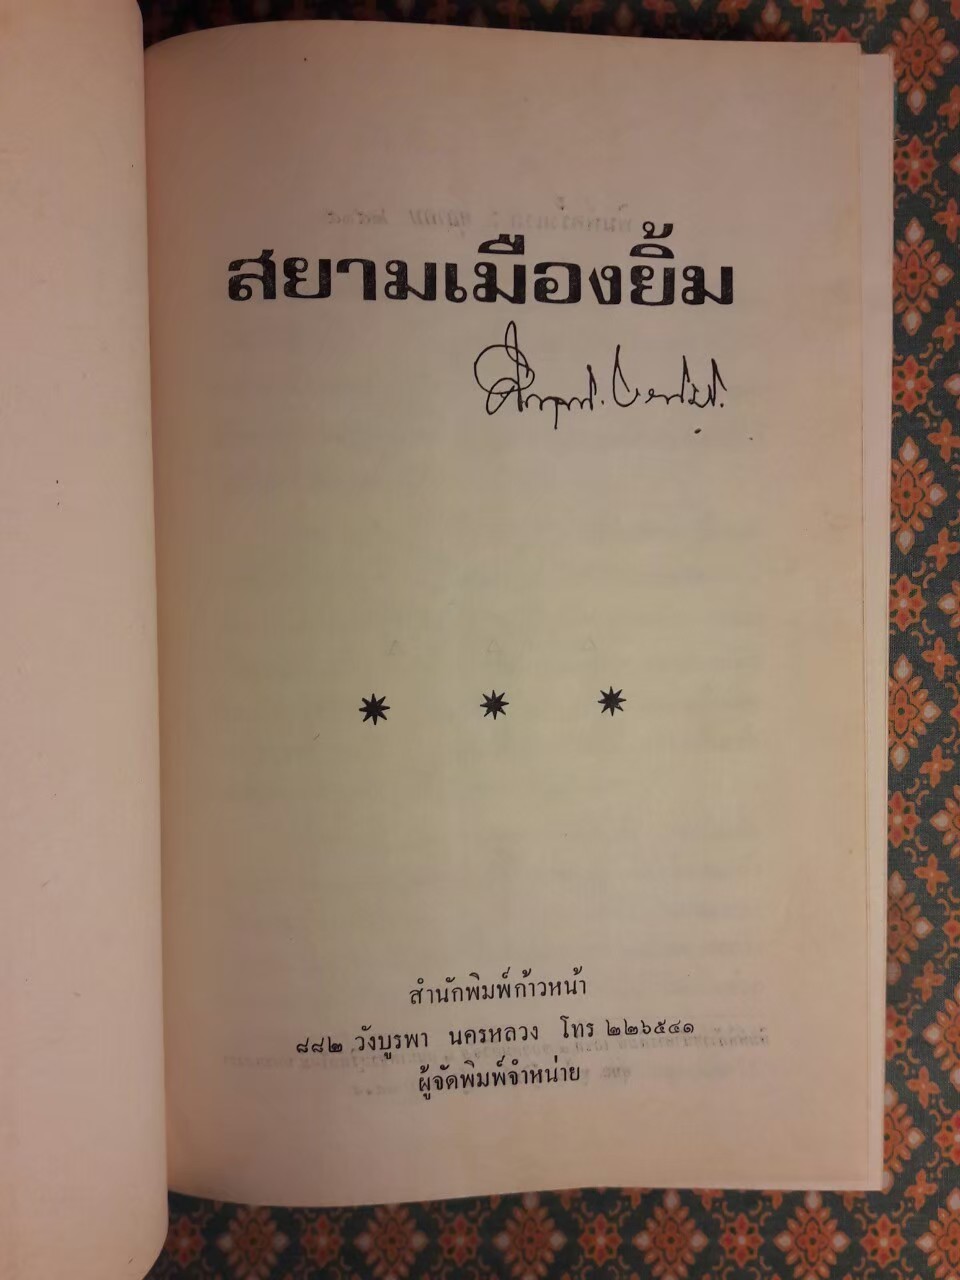 สยามเมืองยิ้ม
สำนักพิมพ์ก้าวหน้า
๘๘๒ วังบูรพา นครหลวง โทร ๒๒๖๕๔๑
ผู้จัดพิมพ์จำหน่าย